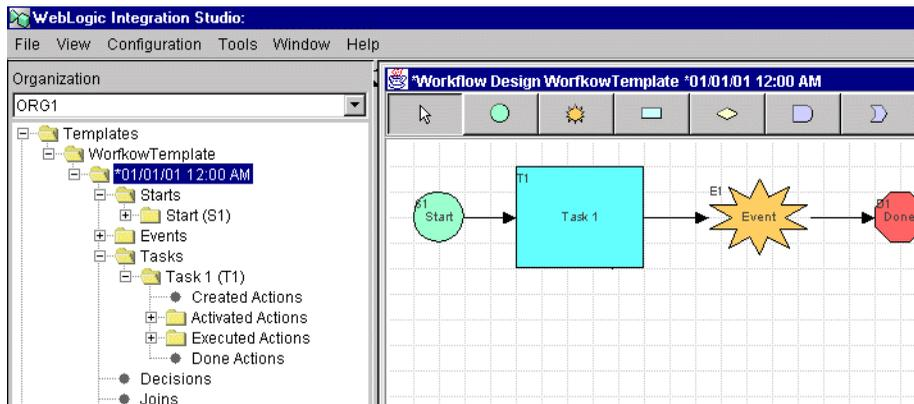 WebLogic Integration Studio:
File View Configuration Tools Window Help
Organization
ORG1
Templates
WorfkowTemplate
*01/01/01 12:00 AM
Starts
Start (S1)
Events
Tasks
Task 1 (T1)
Created Actions
Activated Actions
Executed Actions
Done Actions
Decisions
Joins
*Workflow Design WorfkowTemplate *01/01/01 12:00 AM
S1
Start
T1
Task 1
E1
Event
D1
Done